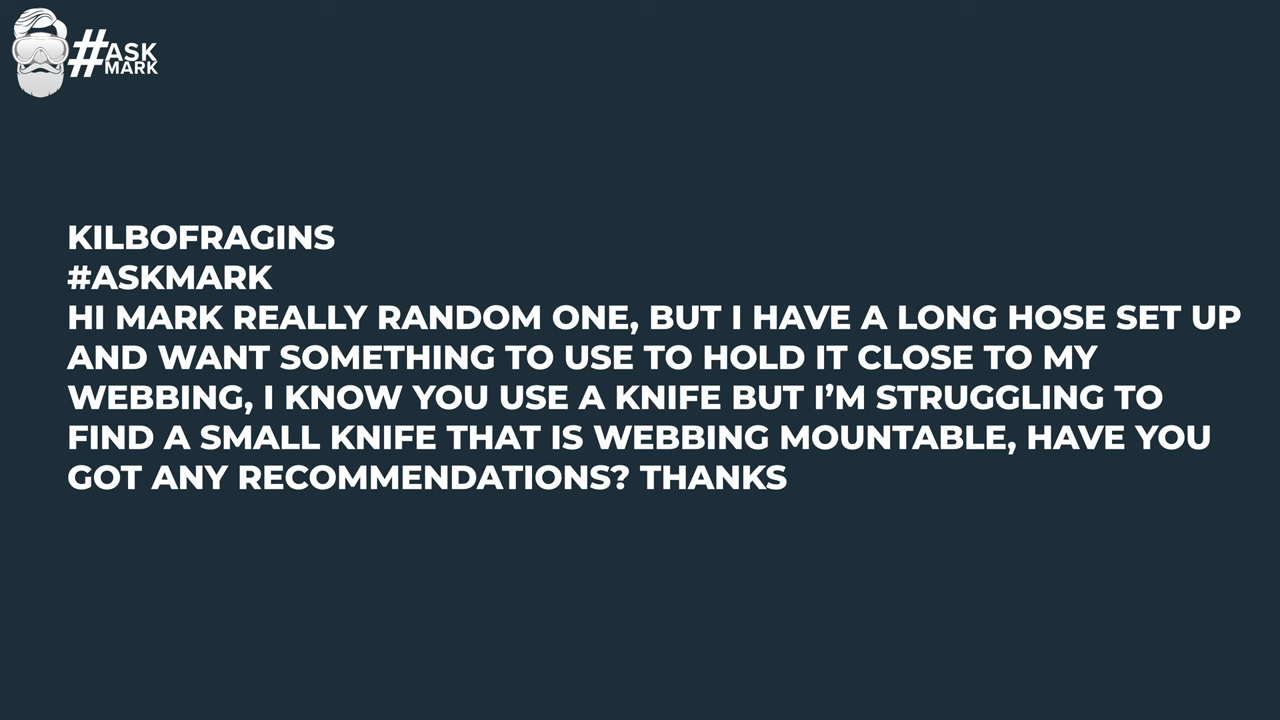 #ASK
MARK
KILBOFRAGINS
#ASKMARK
HI MARK REALLY RANDOM ONE, BUT I HAVE A LONG HOSE SET UP
AND WANT SOMETHING TO USE TO HOLD IT CLOSE TO MY
WEBBING, I KNOW YOU USE A KNIFE BUT I’M STRUGGLING TO
FIND A SMALL KNIFE THAT IS WEBBING MOUNTABLE, HAVE YOU
GOT ANY RECOMMENDATIONS? THANKS